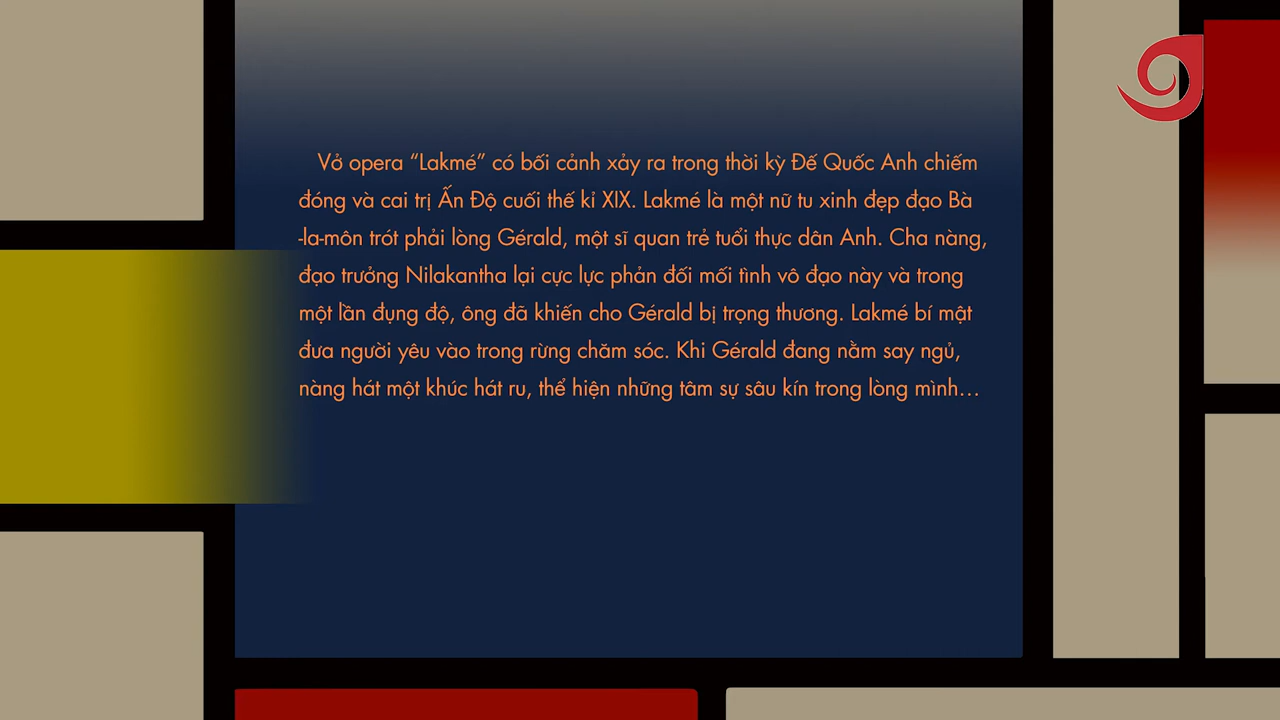 Vở opera “Lakmé” có bối cảnh xảy ra trong thời kỳ Đế Quốc Anh chiếm
đóng và cai trị Ấn Độ cuối thế kỉ XIX. Lakmé là một nữ tu xinh đẹp đạo Bà
-la-môn trót phải lòng Gérald, một sĩ quan trẻ tuổi thực dân Anh. Cha nàng,
đạo trưởng Nilakantha lại cực lực phản đối mối tình vô đạo này và trong
một lần đụng độ, ông đã khiến cho Gérald bị trọng thương. Lakmé bí mật
đưa người yêu vào trong rừng chăm sóc. Khi Gérald đang nằm say ngủ,
nàng hát một khúc hát ru, thể hiện những tâm sự sâu kín trong lòng mình…